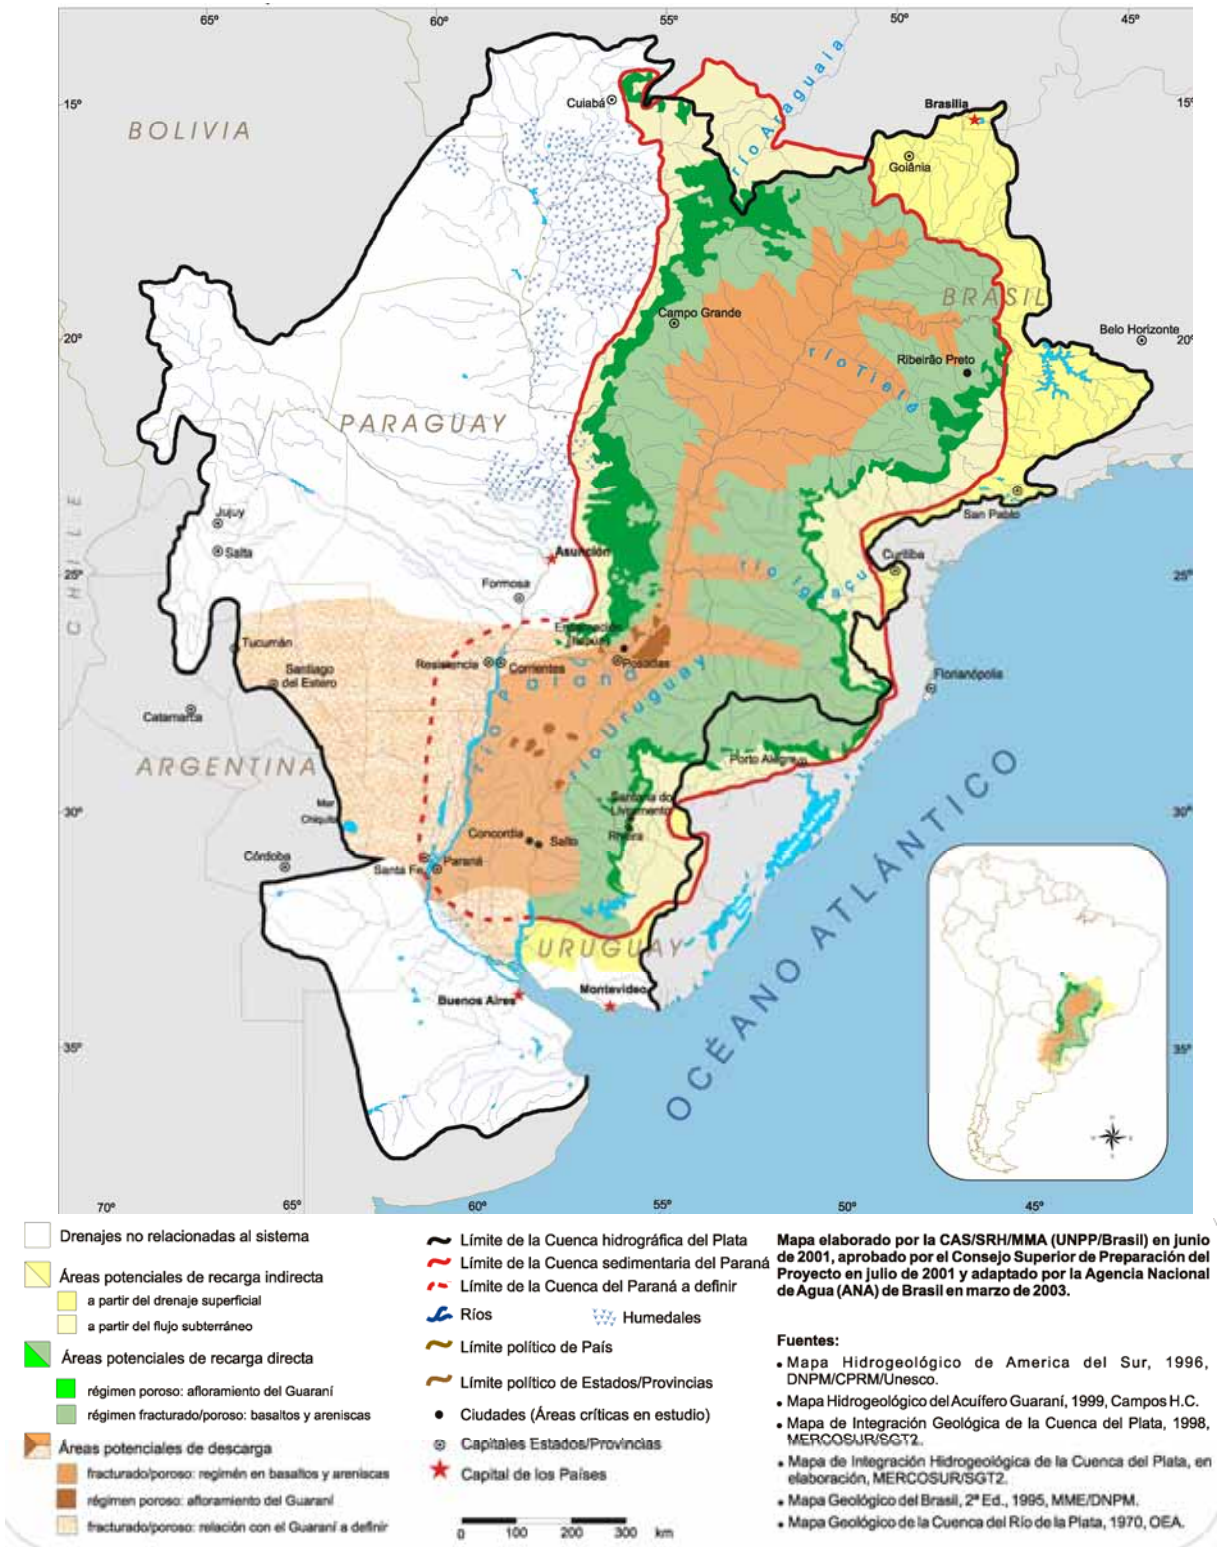 65º 60º 55º 50º 45º
15º
15º
BOLIVIA
Cuiabá
río Araguaia
Brasilia
Goiânia
BRASIL
Campo Grande
20º
Belo Horizonte
20º
río Tietê
Ribeirão Preto
PARAGUAY
CHILE
Jujuy
Salta
San Pablo
Asunción
Curitiba
25º
río Iguaçu
25º
Formosa
Tucumán
Resistencia
Corrientes
Posadas
Santiago
del Estero
Florianópolis
Catamarca
río Paraná
río Uruguay
ARGENTINA
Porto Alegre
Santana do
Livramento
Rivera
30º
30º
Mar
Chiquita
Concordia
Salto
Córdoba
Santa Fe
Paraná
URUGUAY
Buenos Aires
Montevideo
OCÉANO ATLÁNTICO
35º
35º
70º 65º 60º 55º 50º 45º
Drenajes no relacionadas al sistema
Áreas potenciales de recarga indirecta
a partir del drenaje superficial
a partir del flujo subterráneo
Áreas potenciales de recarga directa
régimen poroso: afloramiento del Guaraní
régimen fracturado/poroso: basaltos y areniscas
Áreas potenciales de descarga
fracturado/poroso: regimén en basaltos y areniscas
régimen poroso: afloramiento del Guaraní
fracturado/poroso: relación con el Guaraní a definir
Límite de la Cuenca hidrográfica del Plata
Límite de la Cuenca sedimentaria del Paraná
Límite de la Cuenca del Paraná a definir
Ríos
Humedales
Límite político de País
Límite político de Estados/Provincias
Ciudades (Áreas críticas en estudio)
Capitales Estados/Provincias
Capital de los Países
0 100 200 300 km
Mapa elaborado por la CAS/SRH/MMA (UNPP/Brasil) en junio
de 2001, aprobado por el Consejo Superior de Preparación del
Proyecto en julio de 2001 y adaptado por la Agencia Nacional
de Agua (ANA) de Brasil en marzo de 2003.
Fuentes:
• Mapa Hidrogeológico de America del Sur, 1996,
DNPM/CPRM/Unesco.
• Mapa Hidrogeológico del Acuífero Guaraní, 1999, Campos H.C.
• Mapa de Integración Geológica de la Cuenca del Plata, 1998,
MERCOSUR/SGT2.
• Mapa de Integración Hidrogeológica de la Cuenca del Plata, en
elaboración, MERCOSUR/SGT2.
• Mapa Geológico del Brasil, 2ª Ed., 1995, MME/DNPM.
• Mapa Geológico de la Cuenca del Río de la Plata, 1970, OEA.